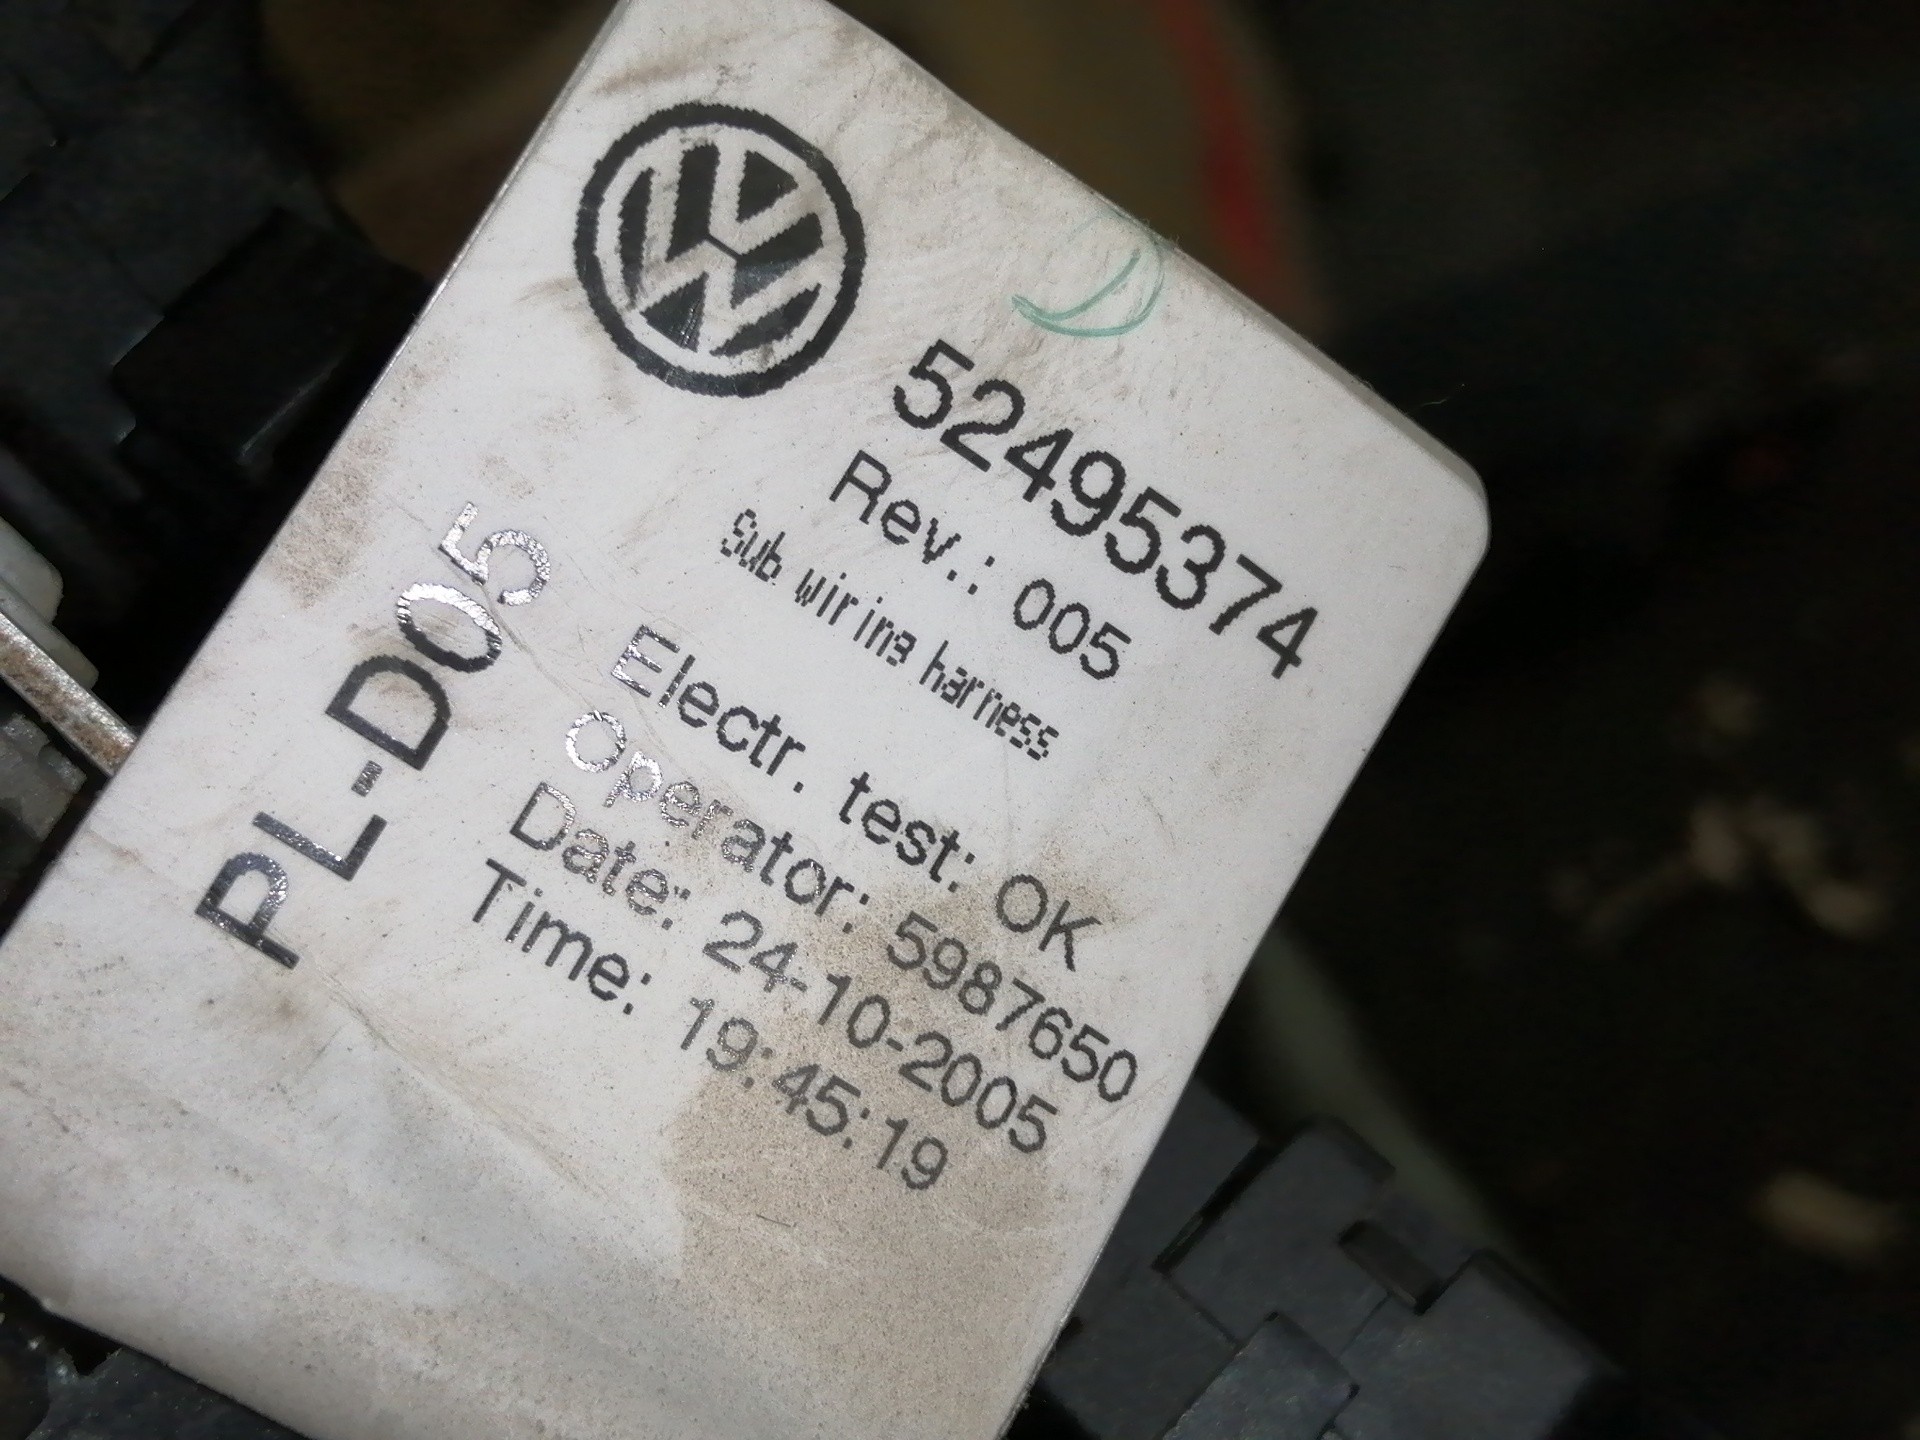 52495374
Rev.: 005
Sub wiring harness
Electr. test: OK
Operator: 5987650
Date: 24-10-2005
Time: 19:45:19
PL-D05